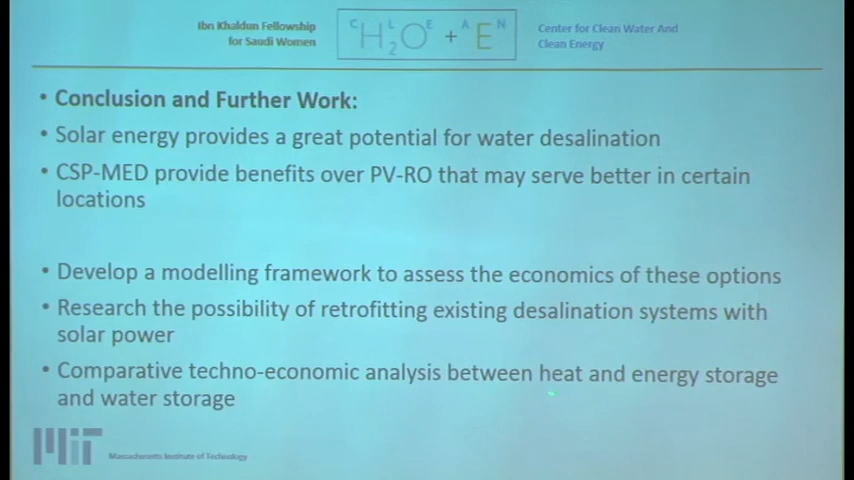 Ibn Khaldun Fellowship
for Saudi Women
C L E A N
H2O + E
Center for Clean Water And
Clean Energy
• Conclusion and Further Work:
• Solar energy provides a great potential for water desalination
• CSP-MED provide benefits over PV-RO that may serve better in certain
locations
• Develop a modelling framework to assess the economics of these options
• Research the possibility of retrofitting existing desalination systems with
solar power
• Comparative techno-economic analysis between heat and energy storage
and water storage
MIT
Massachusetts Institute of Technology